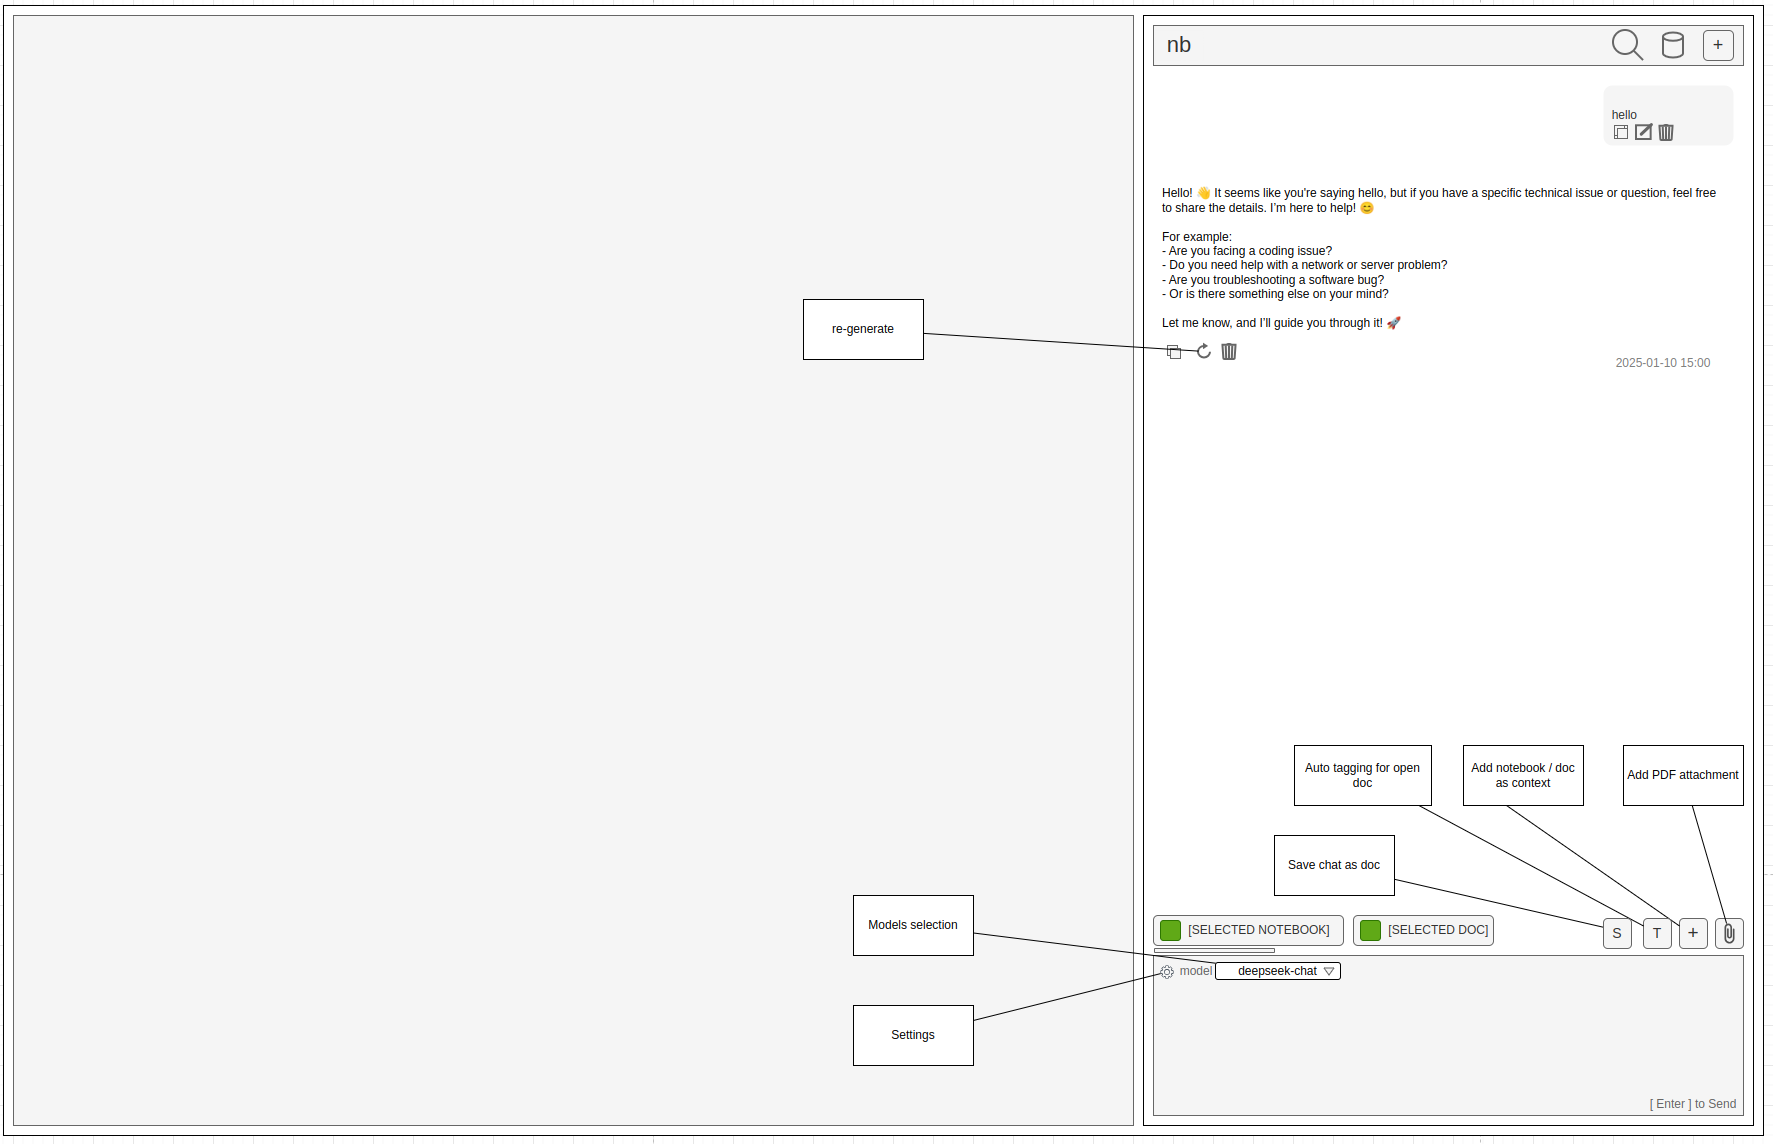 nb
+
hello
Hello! 👋 It seems like you're saying hello, but if you have a specific technical issue or question, feel free
to share the details. I'm here to help! 😊
For example:
- Are you facing a coding issue?
- Do you need help with a network or server problem?
- Are you troubleshooting a software bug?
- Or is there something else on your mind?
Let me know, and I'll guide you through it! 🚀
re-generate
2025-01-10 15:00
Auto tagging for open
doc
Add notebook / doc
as context
Add PDF attachment
Save chat as doc
Models selection
[SELECTED NOTEBOOK]
[SELECTED DOC]
S
T
+
model
deepseek-chat
Settings
[ Enter ] to Send